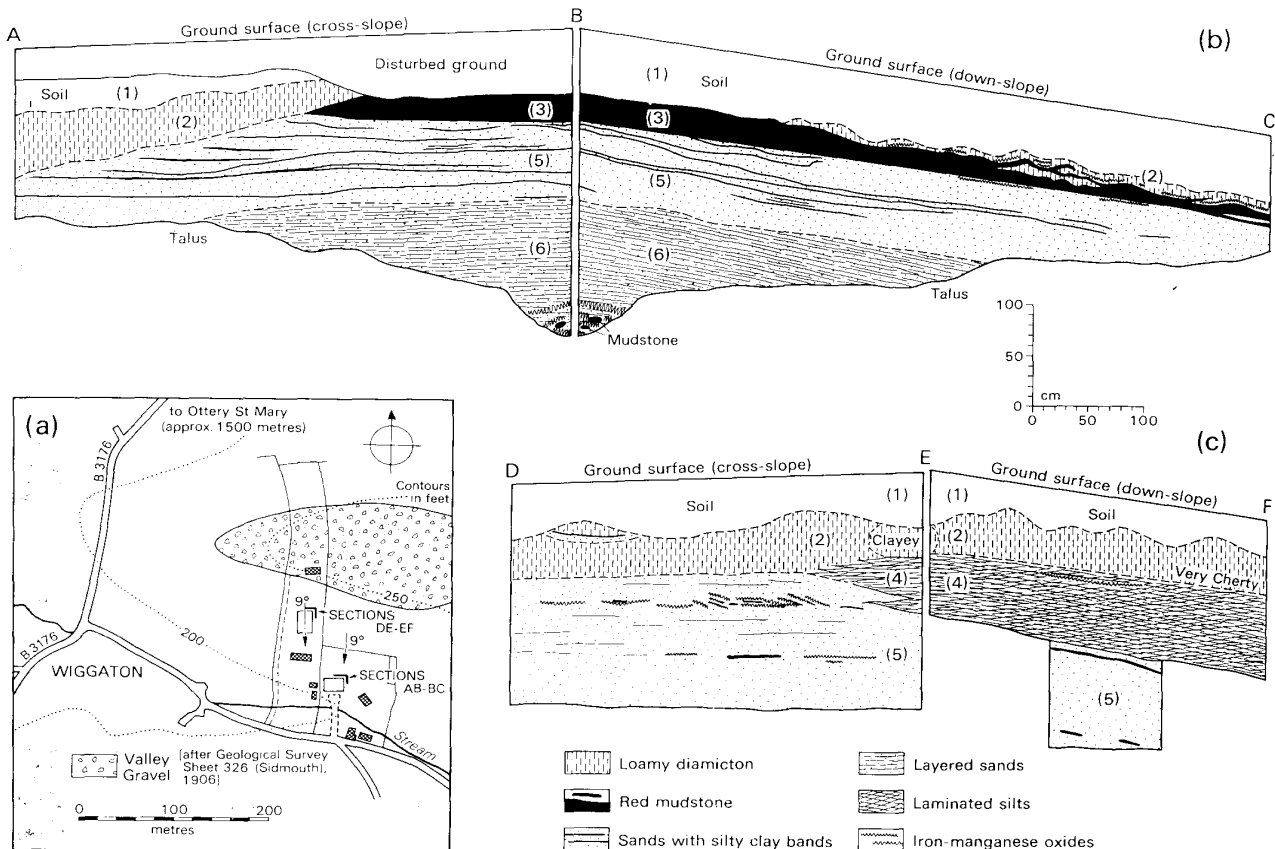 A
B
Ground surface (cross-slope)
(b)
Ground surface (down-slope)
Disturbed ground
(1)
Soil
Soil
(1)
(2)
(3)
(3)
C
(2)
(5)
(5)
Talus
(6)
(6)
Talus
Mudstone
100
50
0
cm
0
50
100
(a)
to Ottery St Mary
(approx. 1500 metres)
B 3176
Contours
in feet
250
9°
SECTIONS
DE-EF
200
9°
B 3176
WIGGATON
SECTIONS
AB-BC
Stream
Valley
Gravel
[after Geological Survey
Sheet 326 (Sidmouth),
1906]
0 100 200
metres
(c)
D
E
Ground surface (cross-slope)
Ground surface (down-slope)
F
(1)
(1)
Soil
Soil
(2)
Clayey
(2)
Very Cherty
(4)
(4)
(5)
(5)
Loamy diamicton
Layered sands
Red mudstone
Laminated silts
Sands with silty clay bands
Iron-manganese oxides